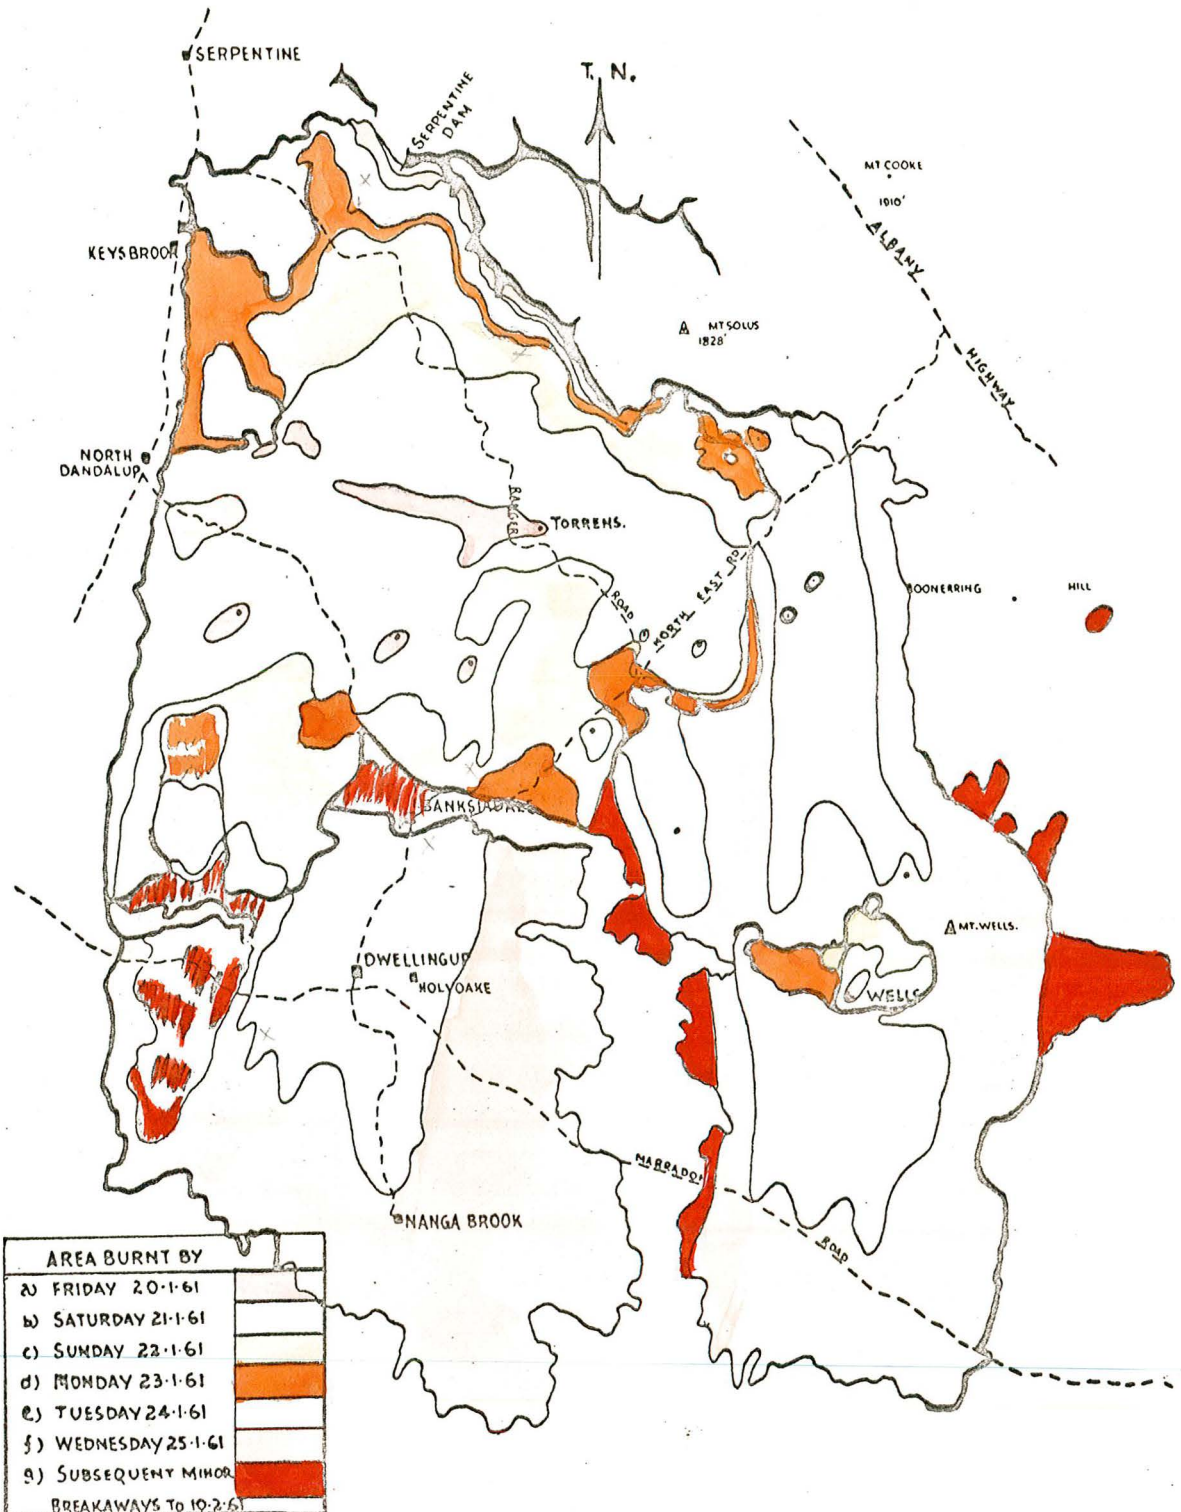 SERPENTINE
T. N.
SERPENTINE
DAM
MT COOKE
1910'
ALBANY
HIGHWAY
KEYSBROOK
MT SOLUS
1828'
NORTH
DANDALUP
RANGER
ROAD
TORRENS.
NORTH EAST RD
BOONERRING HILL
BANKSIADALE
MT. WELLS.
DWELLINGUP
HOLYOAKE
WELLS
MARRADO
ROAD
NANGA BROOK
AREA BURNT BY
a) FRIDAY 20.1.61
b) SATURDAY 21.1.61
c) SUNDAY 22.1.61
d) MONDAY 23.1.61
e) TUESDAY 24.1.61
f) WEDNESDAY 25.1.61
g) SUBSEQUENT MINOR
BREAKAWAYS TO 10.2.61